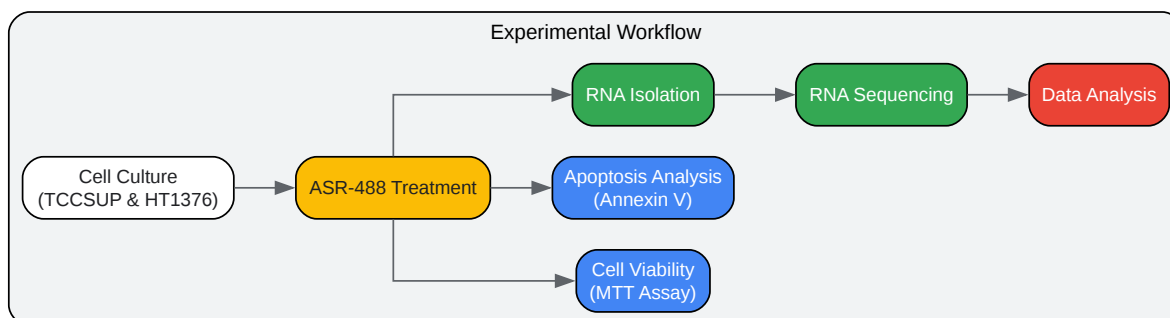 Experimental Workflow
RNA Isolation
RNA Sequencing
Data Analysis
Cell Culture
(TCCSUP & HT1376)
ASR-488 Treatment
Apoptosis Analysis
(Annexin V)
Cell Viability
(MTT Assay)